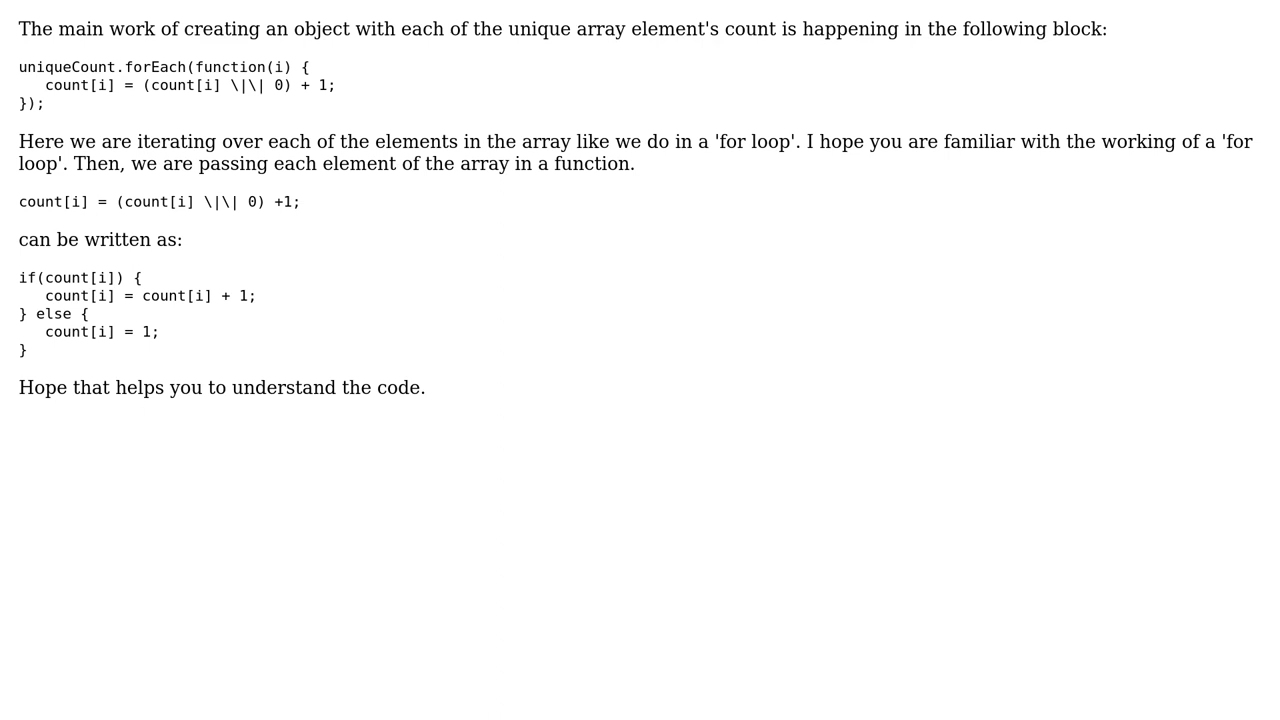 The main work of creating an object with each of the unique array element's count is happening in the following block:
uniqueCount.forEach(function(i) {
   count[i] = (count[i] \|\| 0) + 1;
});
Here we are iterating over each of the elements in the array like we do in a 'for loop'. I hope you are familiar with the working of a 'for
loop'. Then, we are passing each element of the array in a function.
count[i] = (count[i] \|\| 0) +1;
can be written as:
if(count[i]) {
   count[i] = count[i] + 1;
} else {
   count[i] = 1;
}
Hope that helps you to understand the code.